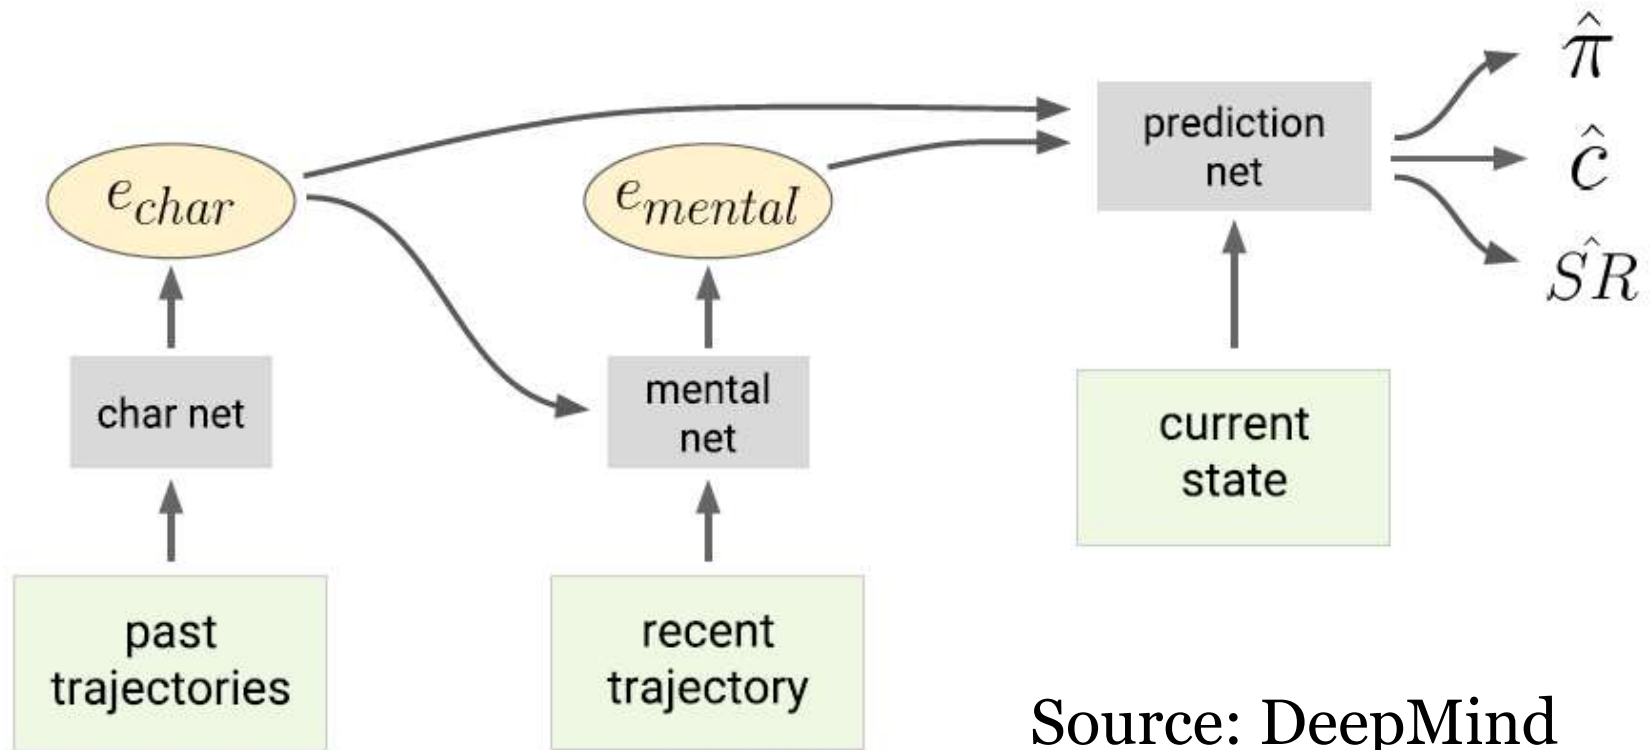 π̂
prediction
net
ĉ
e_char
e_mental
SR̂
char net
mental
net
current
state
past
trajectories
recent
trajectory
Source: DeepMind